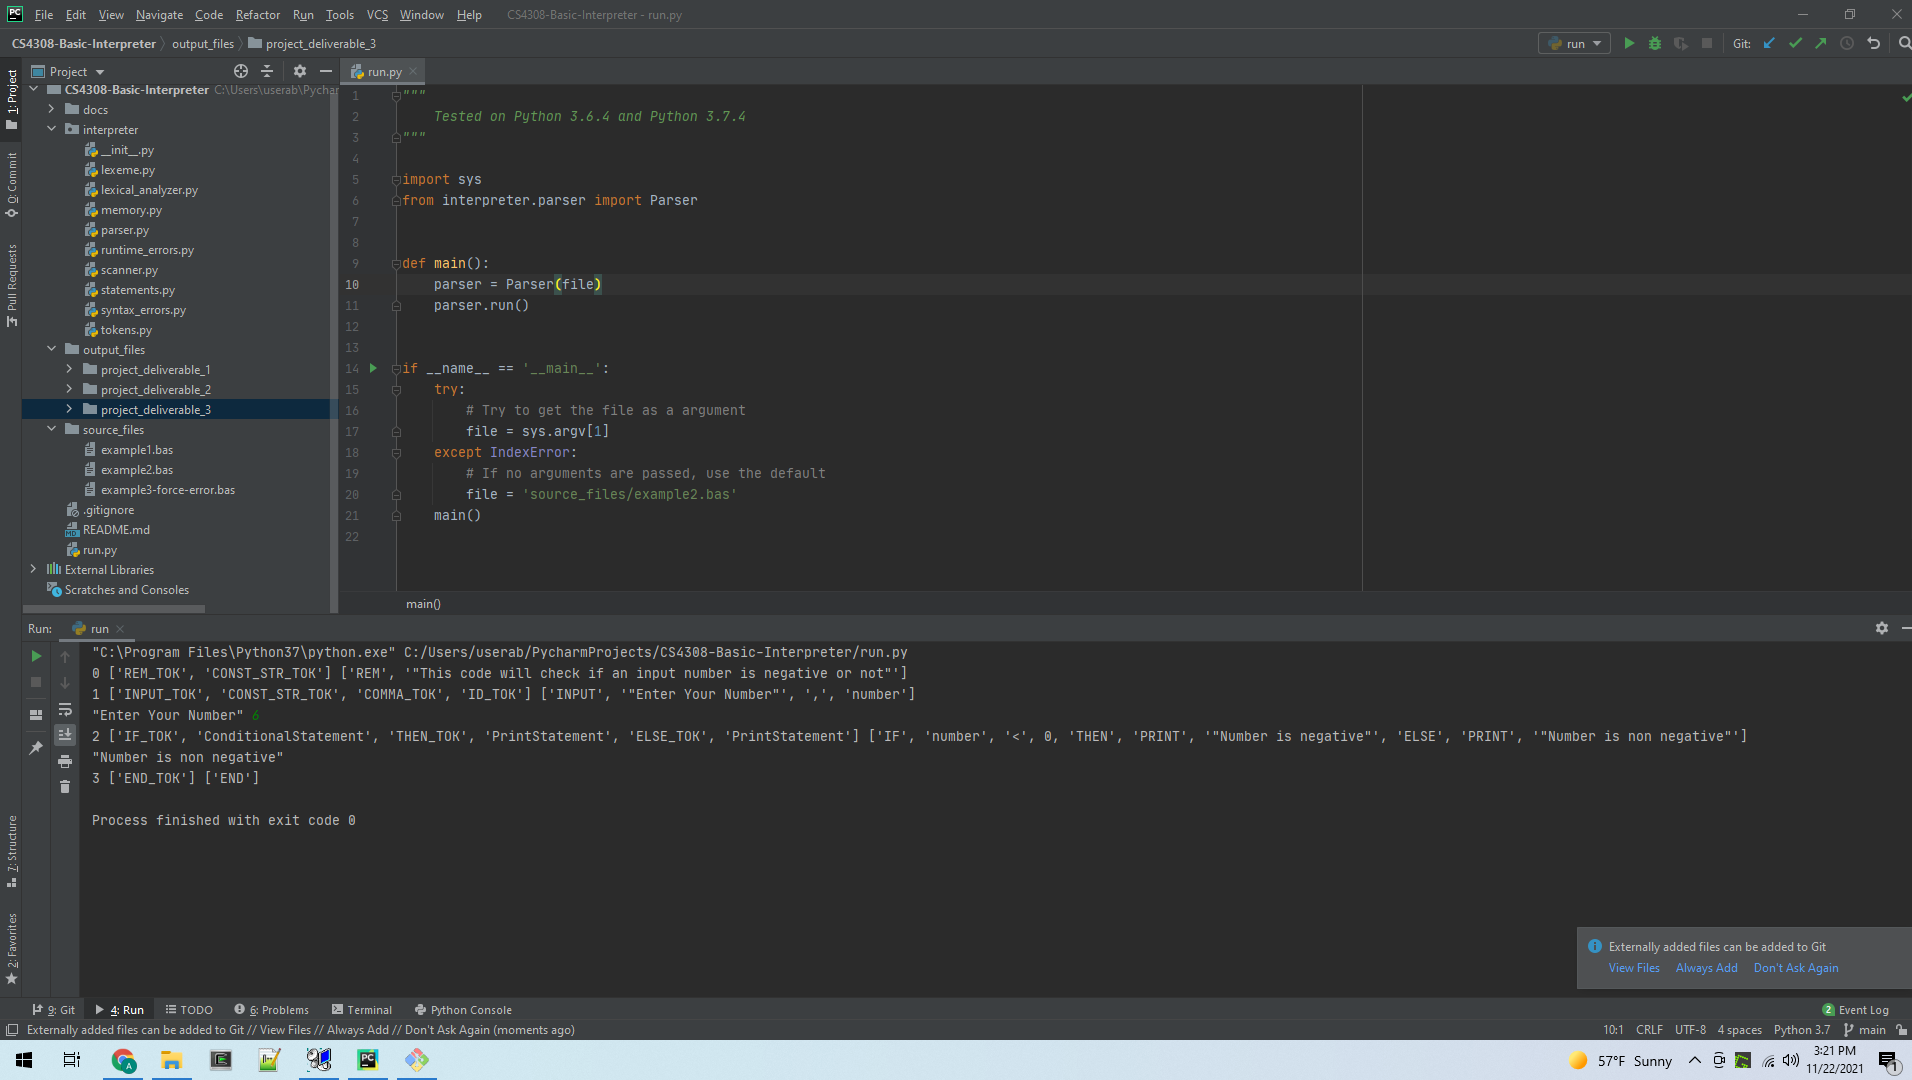 PC File Edit View Navigate Code Refactor Run Tools VCS Window Help CS4308-Basic-Interpreter - run.py
CS4308-Basic-Interpreter output_files project_deliverable_3 run Git:
Project run.py
CS4308-Basic-Interpreter C:\Users\userab\Pychar
docs
interpreter
__init__.py
lexeme.py
lexical_analyzer.py
memory.py
parser.py
runtime_errors.py
scanner.py
statements.py
syntax_errors.py
tokens.py
output_files
project_deliverable_1
project_deliverable_2
project_deliverable_3
source_files
example1.bas
example2.bas
example3-force-error.bas
.gitignore
README.md
run.py
External Libraries
Scratches and Consoles
1: Project
0: Commit
Pull Requests
7: Structure
2: Favorites
1 """
2 Tested on Python 3.6.4 and Python 3.7.4
3 """
4
5 import sys
6 from interpreter.parser import Parser
7
8
9 def main():
10 parser = Parser(file)
11 parser.run()
12
13
14 if __name__ == '__main__':
15 try:
16 # Try to get the file as a argument
17 file = sys.argv[1]
18 except IndexError:
19 # If no arguments are passed, use the default
20 file = 'source_files/example2.bas'
21 main()
22
main()
Run: run
"C:\Program Files\Python37\python.exe" C:/Users/userab/PycharmProjects/CS4308-Basic-Interpreter/run.py
0 ['REM_TOK', 'CONST_STR_TOK'] ['REM', '"This code will check if an input number is negative or not"']
1 ['INPUT_TOK', 'CONST_STR_TOK', 'COMMA_TOK', 'ID_TOK'] ['INPUT', '"Enter Your Number"', ',', 'number']
"Enter Your Number" 6
2 ['IF_TOK', 'ConditionalStatement', 'THEN_TOK', 'PrintStatement', 'ELSE_TOK', 'PrintStatement'] ['IF', 'number', '<', 0, 'THEN', 'PRINT', '"Number is negative"', 'ELSE', 'PRINT', '"Number is non negative"']
"Number is non negative"
3 ['END_TOK'] ['END']
Process finished with exit code 0
Externally added files can be added to Git
View Files Always Add Don't Ask Again
9: Git 4: Run TODO 6: Problems Terminal Python Console 2 Event Log
Externally added files can be added to Git // View Files // Always Add // Don't Ask Again (moments ago) 10:1 CRLF UTF-8 4 spaces Python 3.7 main
57°F Sunny 3:21 PM
11/22/2021 1